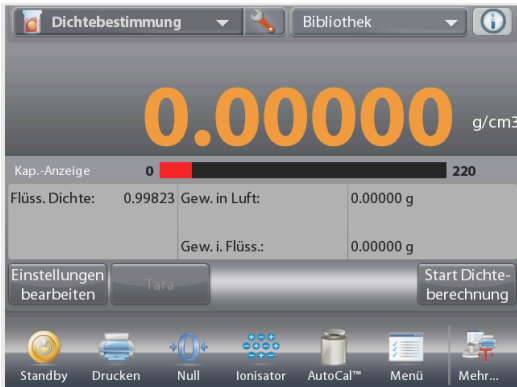 Dichtebestimmung Bibliothek
0.00000 g/cm3
Kap.-Anzeige 0 220
Flüss. Dichte: 0.99823 Gew. in Luft: 0.00000 g
Gew. i. Flüss.: 0.00000 g
Einstellungen
bearbeiten
Tara
Start Dichte-
berechnung
Standby Drucken Null Ionisator AutoCal™ Menü Mehr...